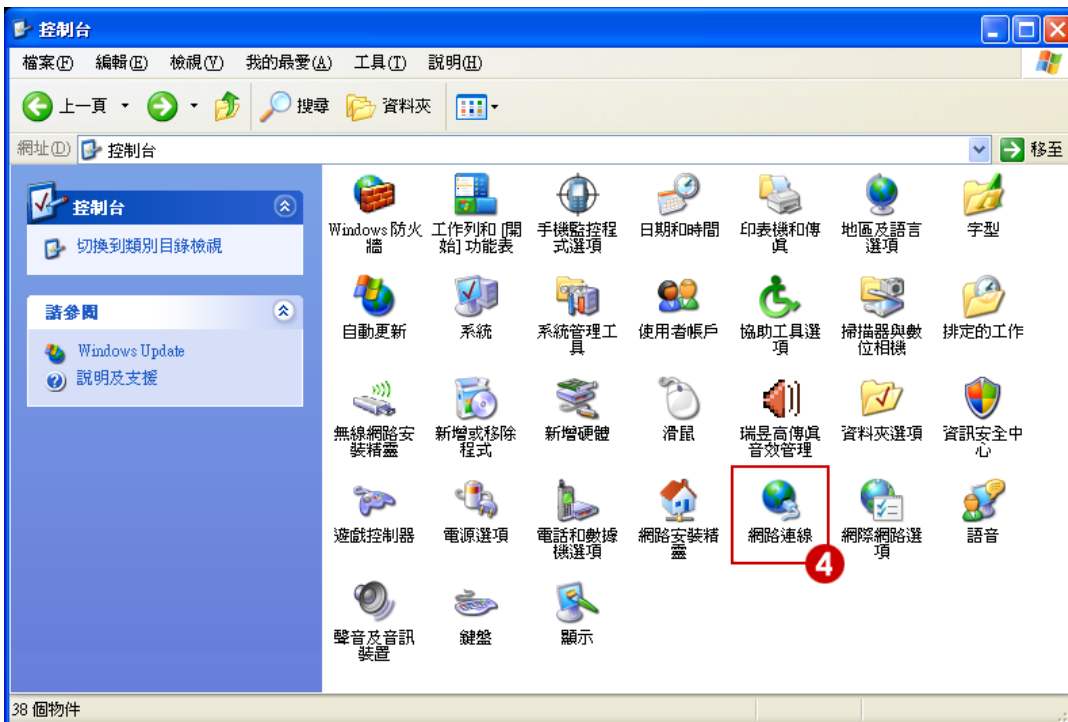 控制台
檔案(F) 編輯(E) 檢視(V) 我的最愛(A) 工具(T) 說明(H)
上一頁 搜尋 資料夾
網址(D) 控制台 移至
控制台
切換到類別目錄檢視
請參閱
Windows Update
說明及支援
Windows 防火
牆
工作列和 [開
始] 功能表
手機監控程
式選項
日期和時間
印表機和傳
真
地區及語言
選項
字型
自動更新
系統
系統管理工
具
使用者帳戶
協助工具選
項
掃描器與數
位相機
排定的工作
無線網路安
裝精靈
新增或移除
程式
新增硬體
滑鼠
瑞昱高傳真
音效管理
資料夾選項
資訊安全中
心
遊戲控制器
電源選項
電話和數據
機選項
網路安裝精
靈
網路連線
4
網際網路選
項
語音
聲音及音訊
裝置
鍵盤
顯示
38 個物件